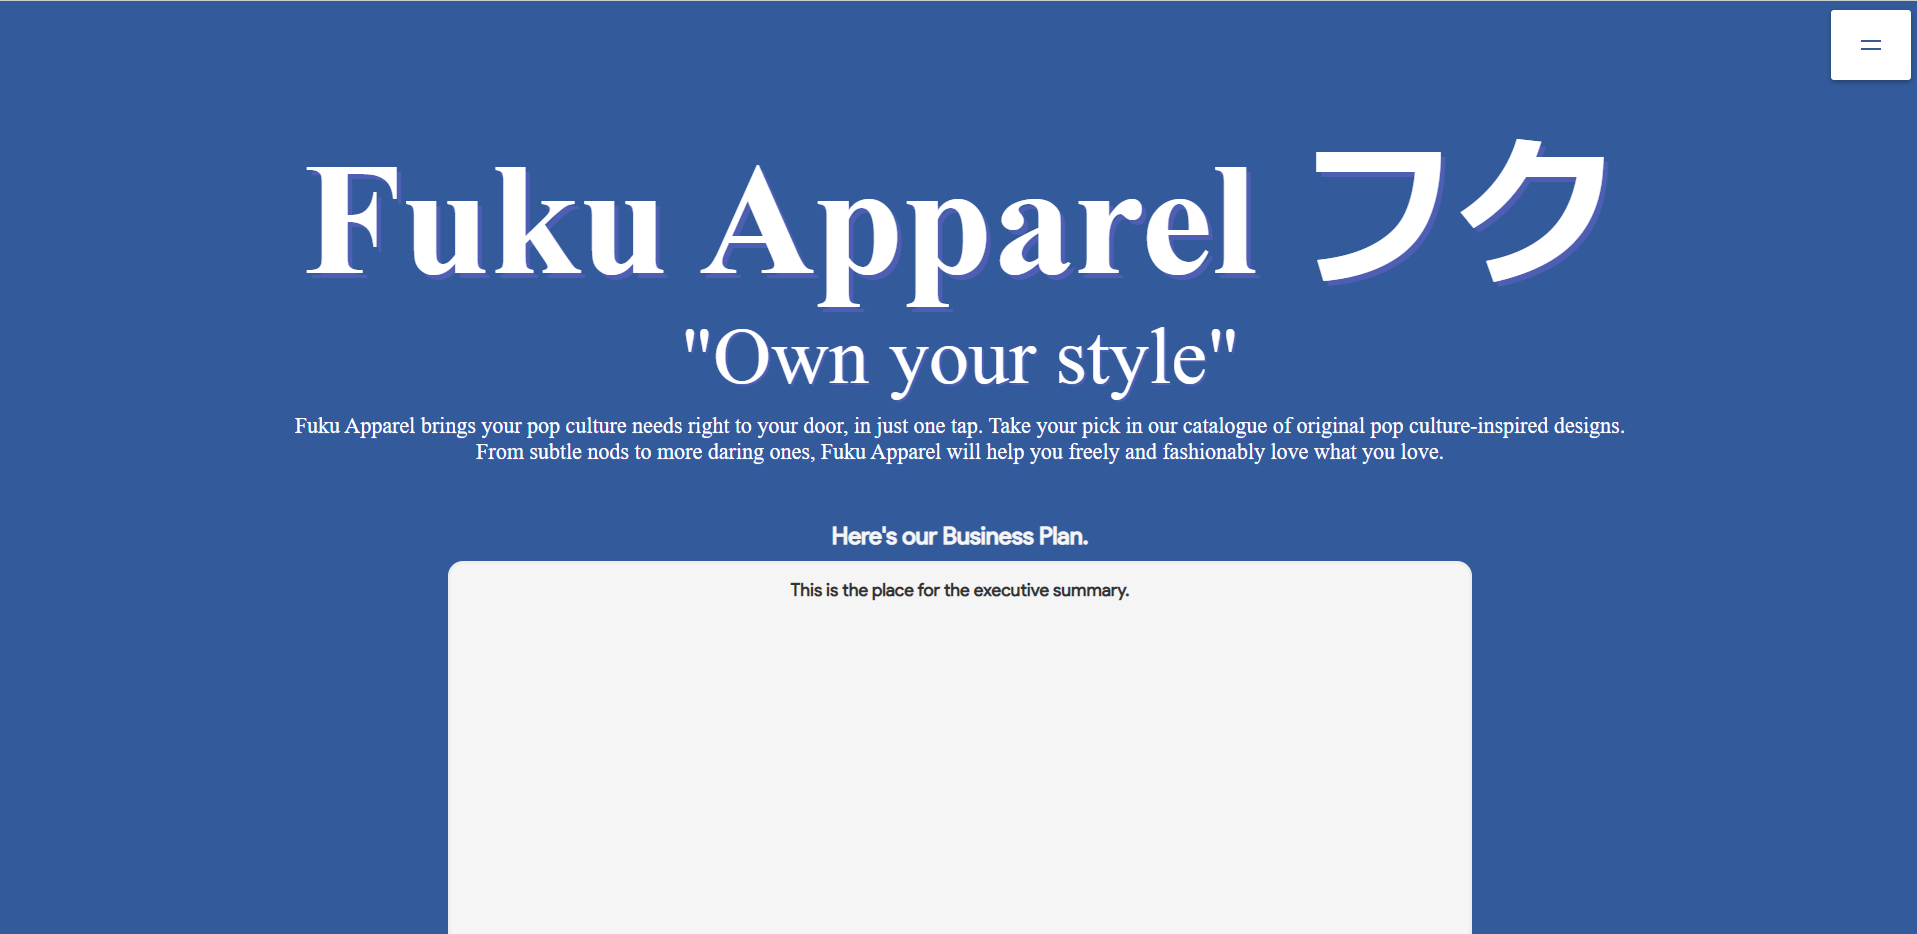 Fuku Apparel フク
"Own your style"
Fuku Apparel brings your pop culture needs right to your door, in just one tap. Take your pick in our catalogue of original pop culture-inspired designs.
From subtle nods to more daring ones, Fuku Apparel will help you freely and fashionably love what you love.
Here's our Business Plan.
This is the place for the executive summary.